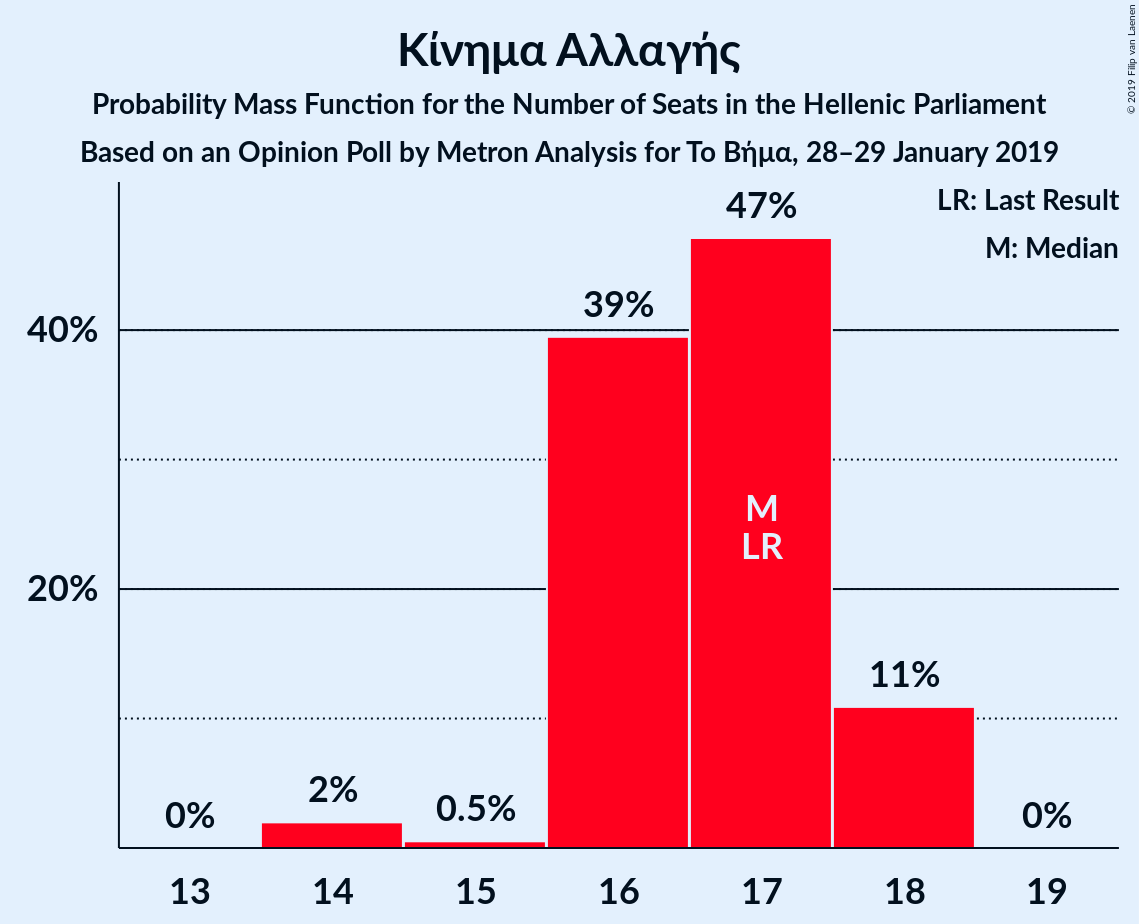 Κίνημα Αλλαγής
Probability Mass Function for the Number of Seats in the Hellenic Parliament
Based on an Opinion Poll by Metron Analysis for Το Βήμα, 28–29 January 2019
© 2019 Filip van Laenen
LR: Last Result
M: Median
47%
39%
40%
M
LR
20%
11%
2%
0.5%
0%
0%
13 14 15 16 17 18 19